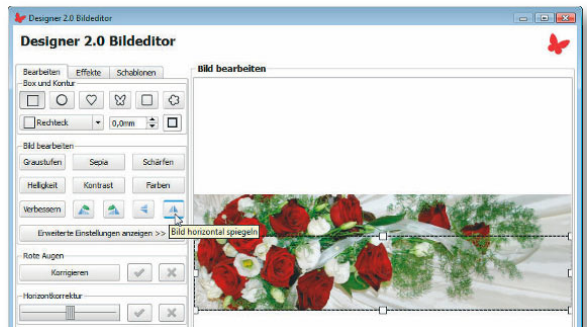 Designer 2.0 Bildeditor
Designer 2.0 Bildeditor
Bearbeiten Effekte Schablonen
Box und Kontur
Rechteck 0,0mm
Bild bearbeiten
Graustufen Sepia Schärfen
Helligkeit Kontrast Farben
Verbessern
Bild horizontal spiegeln
Erweiterte Einstellungen anzeigen >>
Rote Augen
Korrigieren
Horizontkorrektur
Bild bearbeiten